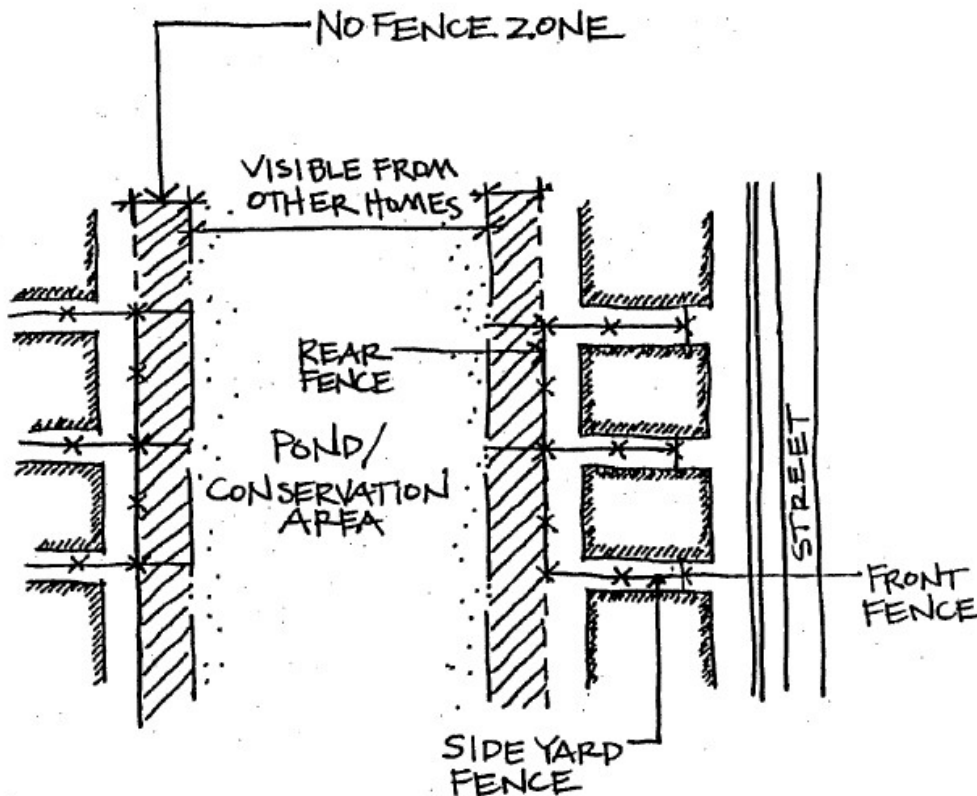 NO FENCE ZONE
VISIBLE FROM
OTHER HOMES
REAR
FENCE
POND/
CONSERVATION
AREA
STREET
FRONT
FENCE
SIDE YARD
FENCE